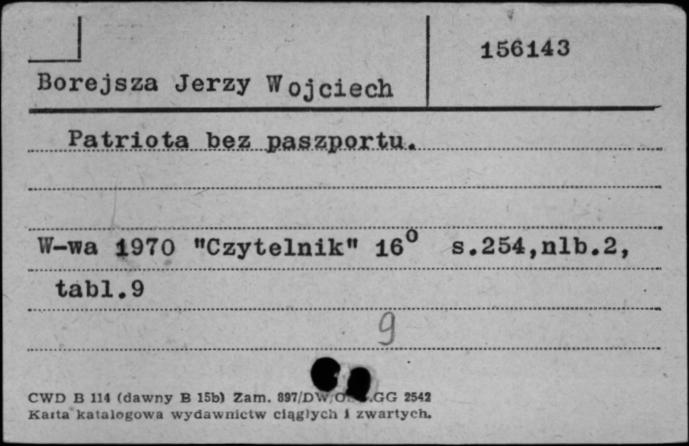 156143
Borejsza Jerzy Wojciech
Patriota bez paszportu.
W-wa 1970 "Czytelnik" 16° s.254,nlb.2,
tabl.9
9
CWD B 114 (dawny B 15b) Zam. 897/DW/ GG 2542
Karta katalogowa wydawnictw ciągłych i zwartych.